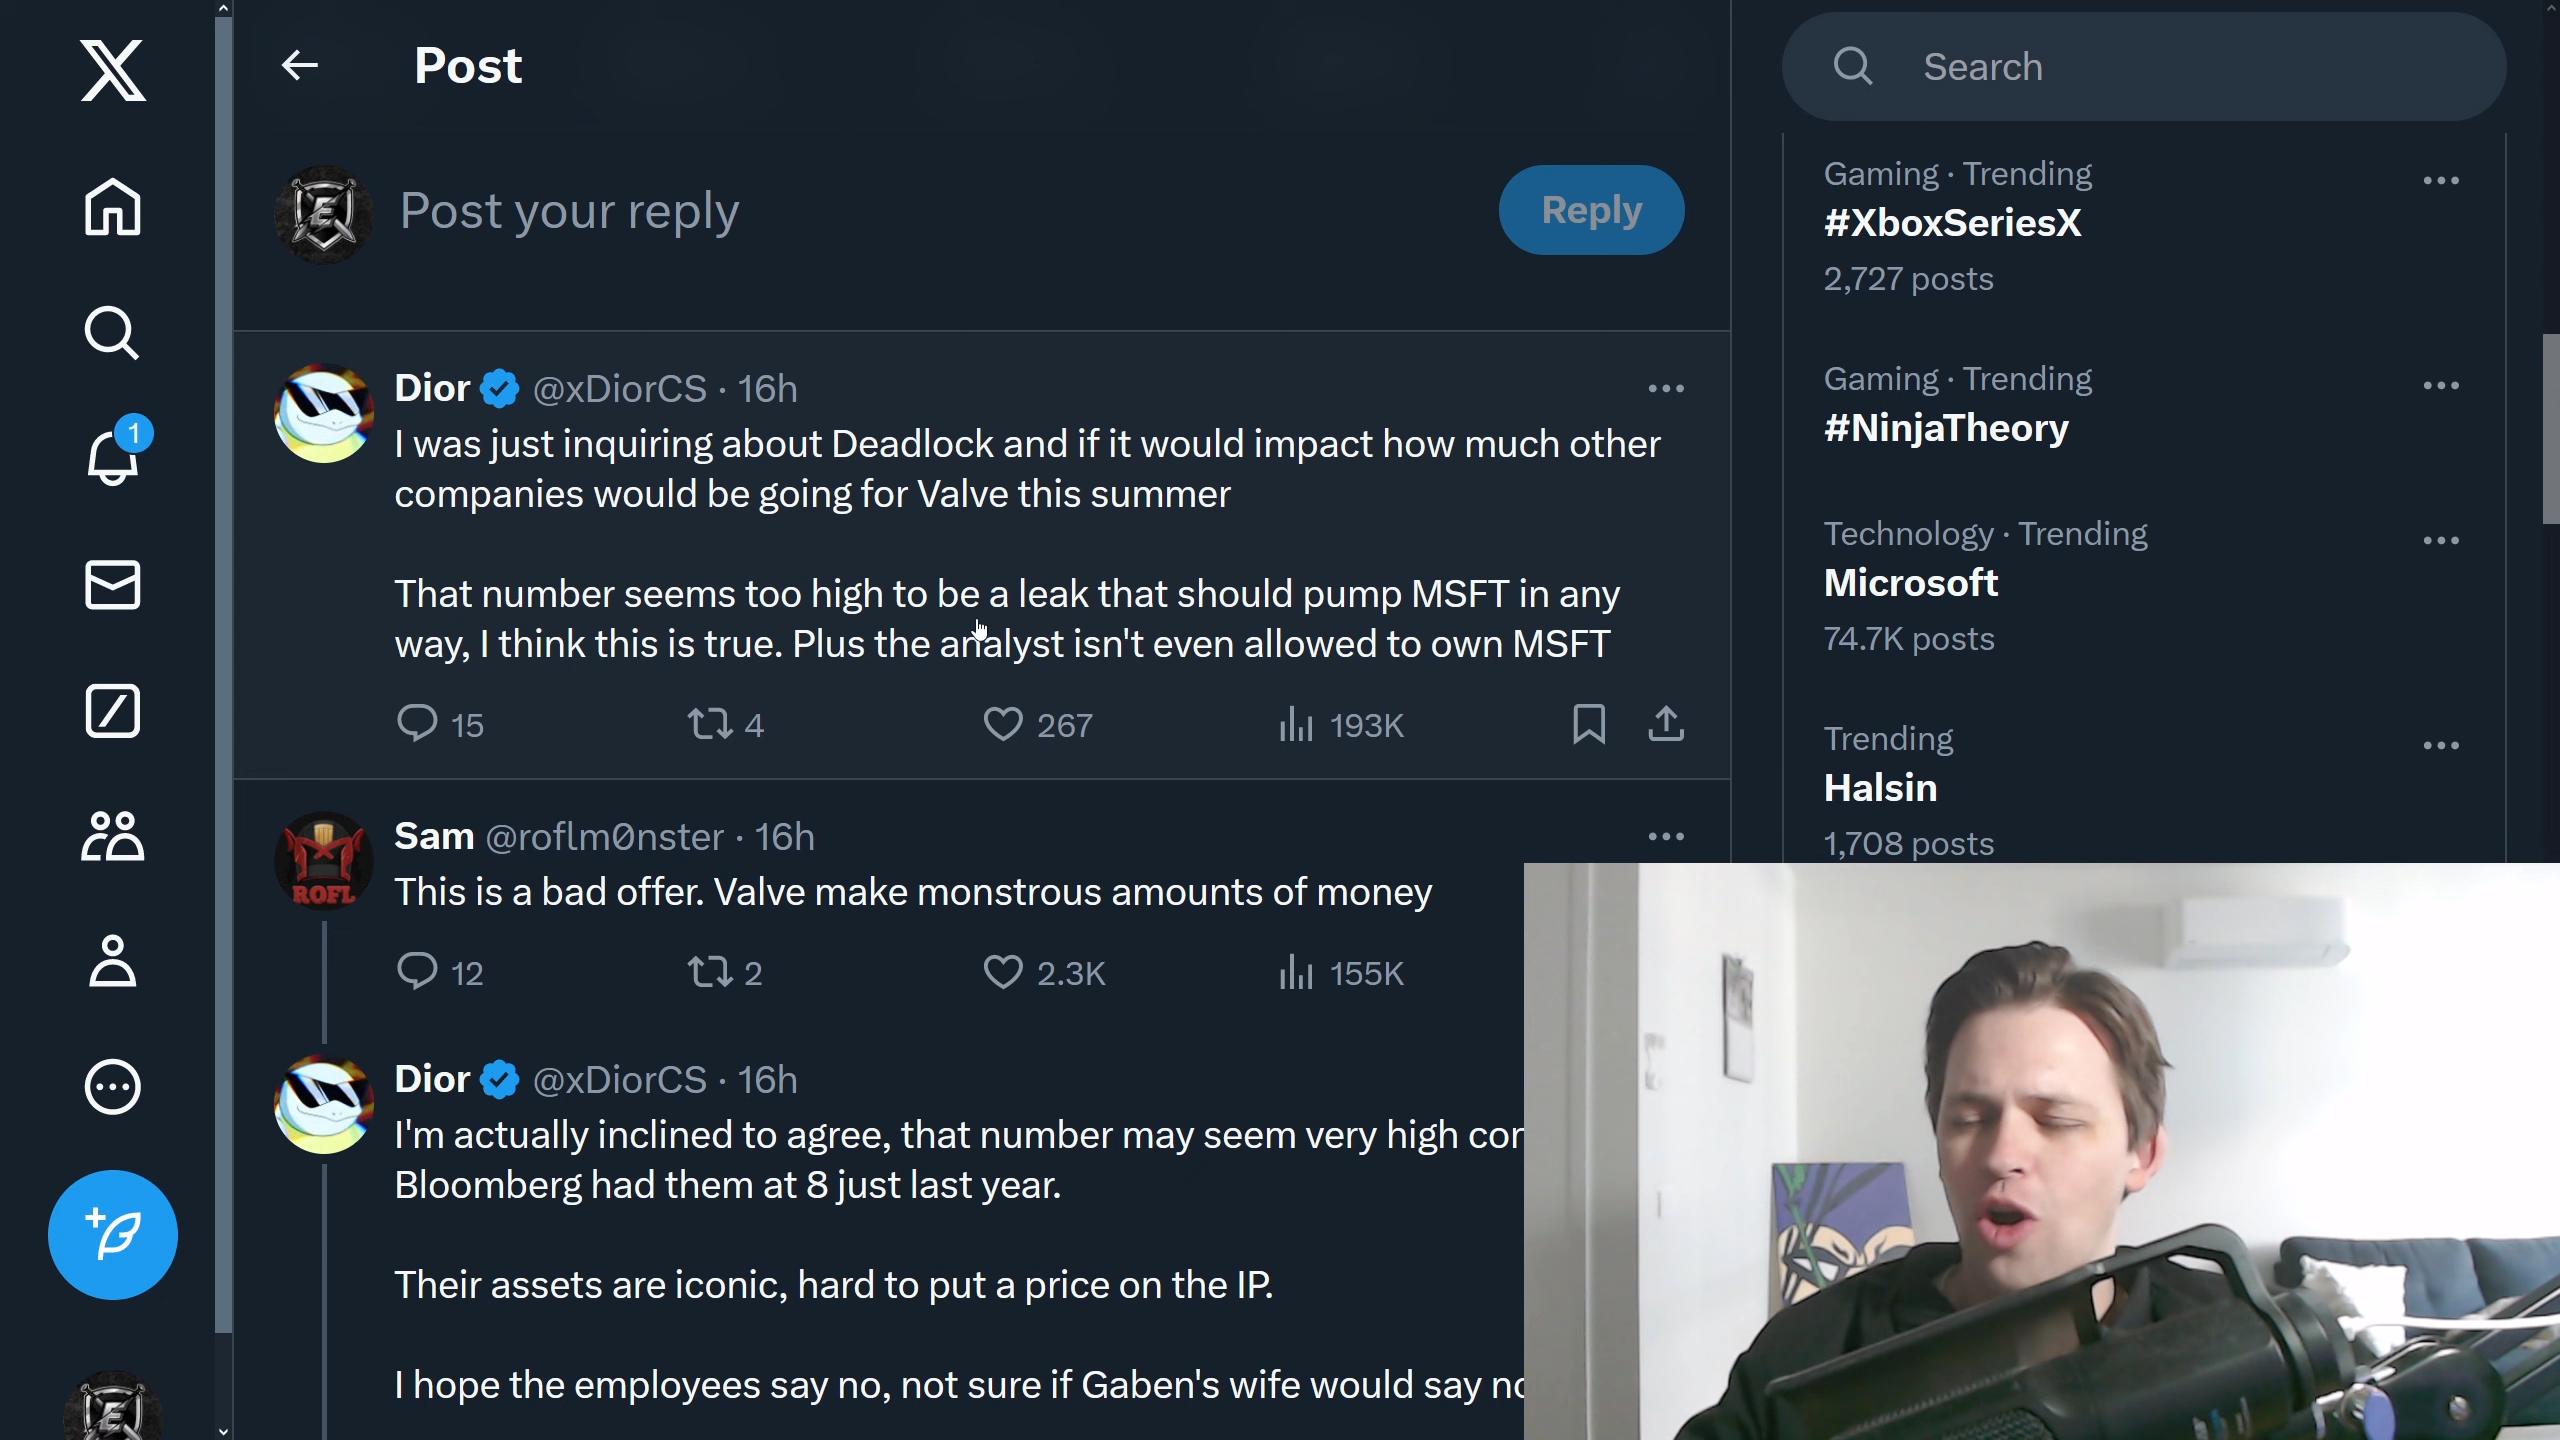 Post
Search
Post your reply
Reply
Gaming · Trending
#XboxSeriesX
2,727 posts
Gaming · Trending
#NinjaTheory
Technology · Trending
Microsoft
74.7K posts
Trending
Halsin
1,708 posts
1
Dior @xDiorCS · 16h
I was just inquiring about Deadlock and if it would impact how much other
companies would be going for Valve this summer
That number seems too high to be a leak that should pump MSFT in any
way, I think this is true. Plus the analyst isn't even allowed to own MSFT
15 4 267 193K
Sam @roflm0nster · 16h
ROFL
This is a bad offer. Valve make monstrous amounts of money
12 2 2.3K 155K
Dior @xDiorCS · 16h
I'm actually inclined to agree, that number may seem very high
Bloomberg had them at 8 just last year.
Their assets are iconic, hard to put a price on the IP.
I hope the employees say no, not sure if Gaben's wife would say